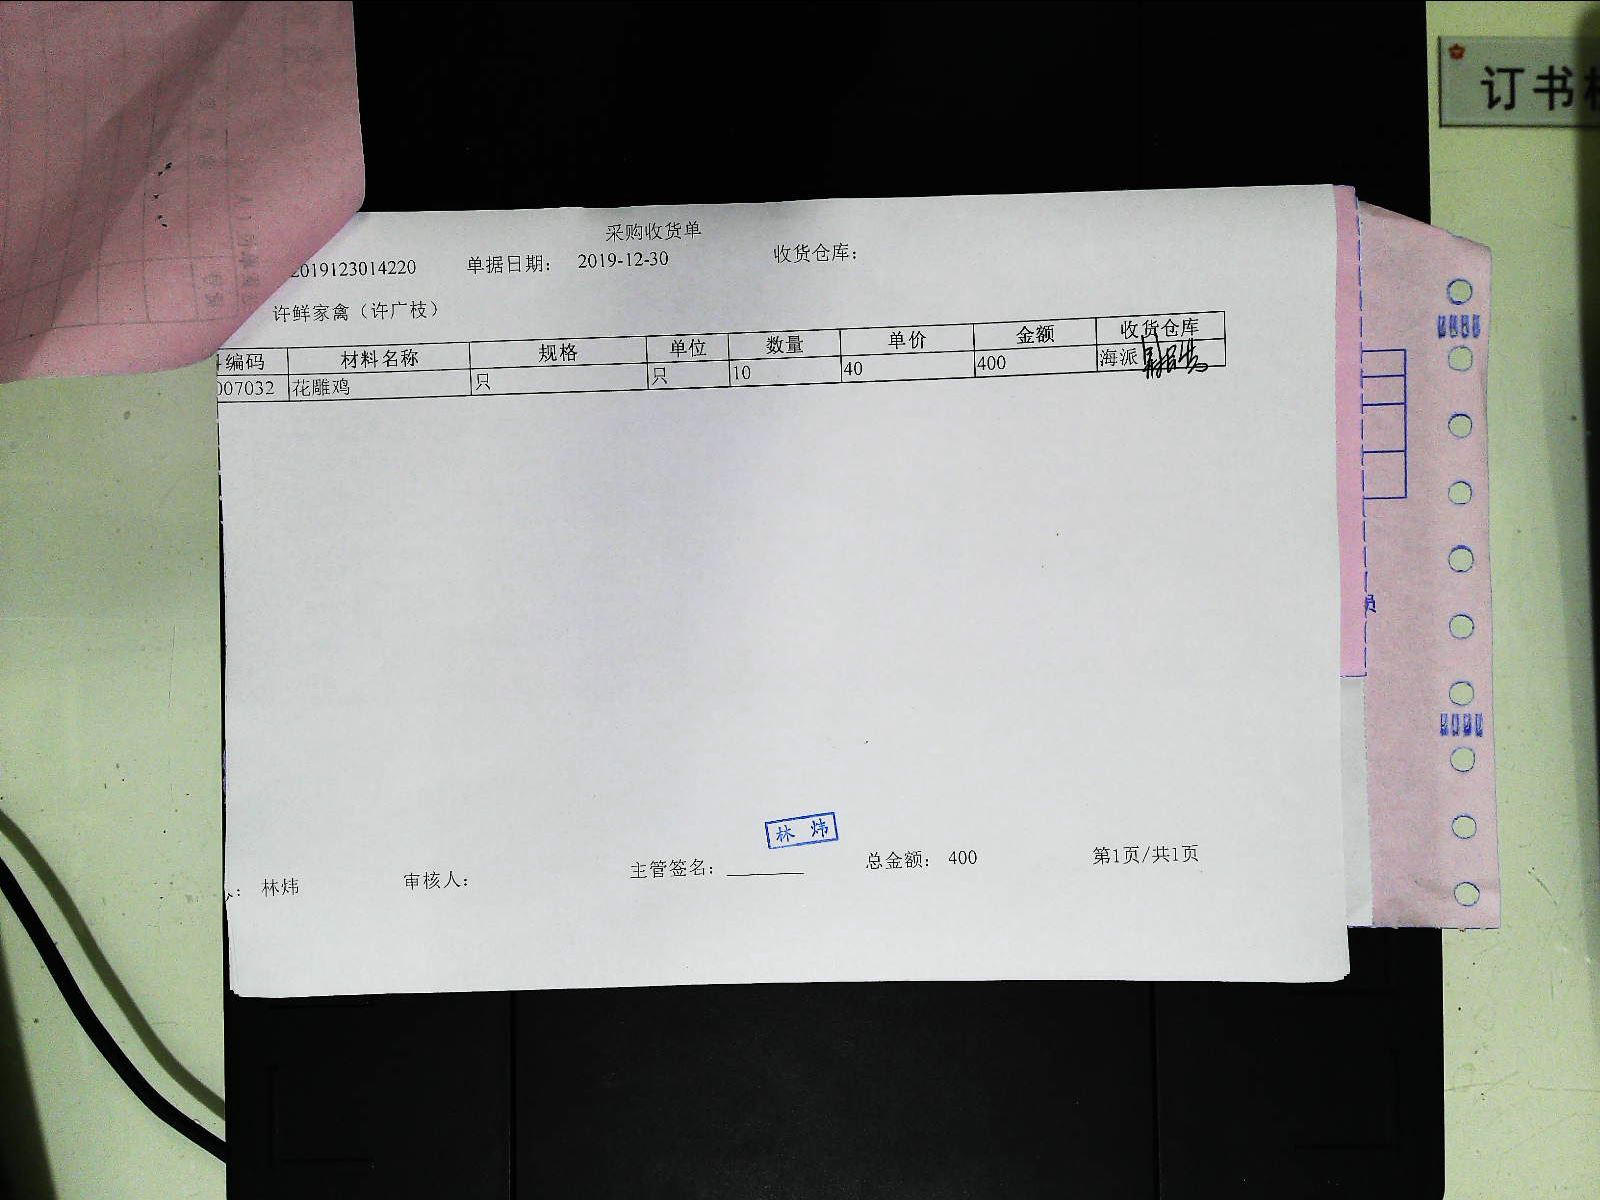 订书
采购收货单
2019123014220 单据日期: 2019-12-30 收货仓库:
许鲜家禽（许广枝）
编码 材料名称 规格 单位 数量 单价 金额 收货仓库
007032 花雕鸡 只 只 10 40 400 海派
林 炜
林炜 审核人: 主管签名: 总金额: 400 第1页/共1页
员